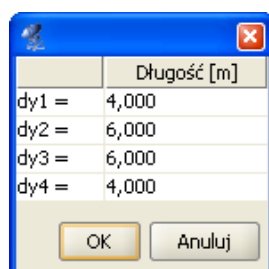 Długość [m]
dy1 = 4,000
dy2 = 6,000
dy3 = 6,000
dy4 = 4,000
OK Anuluj